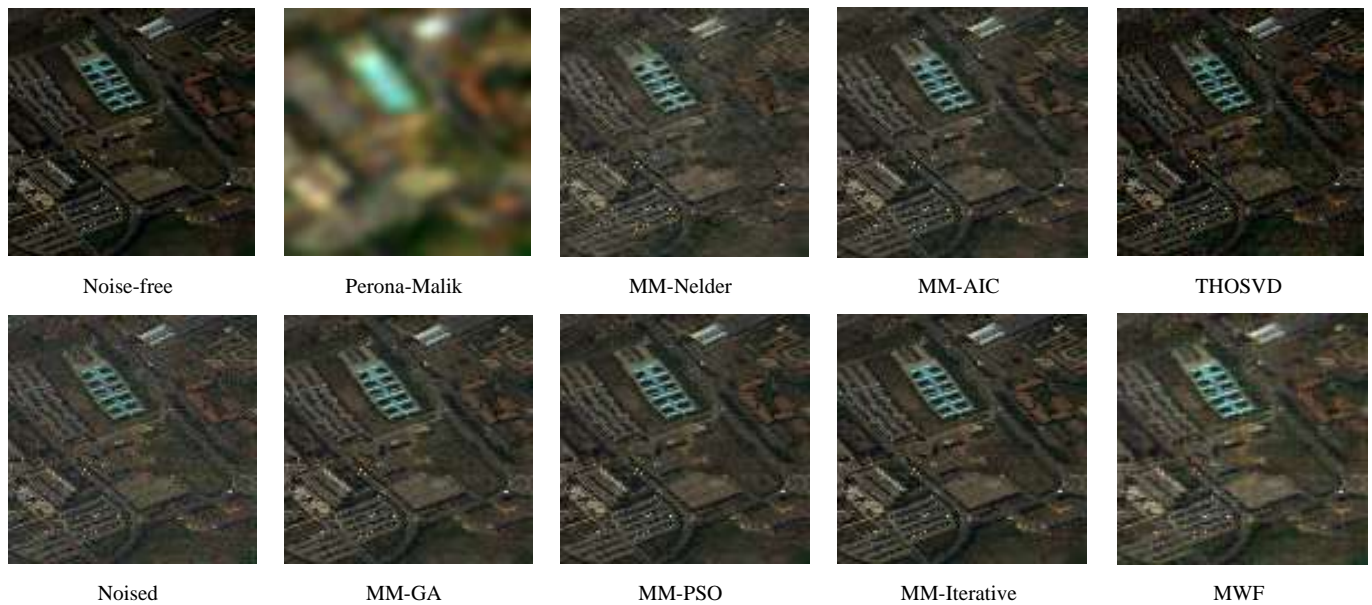 Noise-free
Perona-Malik
MM-Nelder
MM-AIC
THOSVD
Noised
MM-GA
MM-PSO
MM-Iterative
MWF